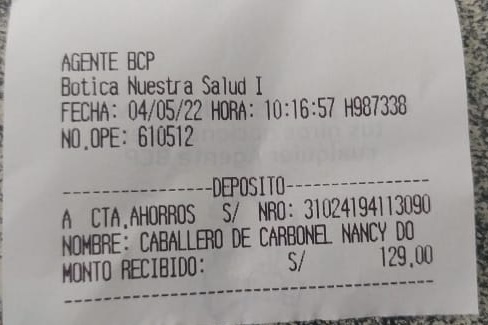 AGENTE BCP
Botica Nuestra Salud I
FECHA: 04/05/22 HORA: 10:16:57 H987338
NO.OPE: 610512
-----------------DEPOSITO-----------------
A CTA.AHORROS S/ NRO: 31024194113090
NOMBRE: CABALLERO DE CARBONEL NANCY DO
MONTO RECIBIDO: S/ 129.00
------------------------------------------